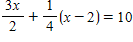 3x/2 + 1/4(x − 2) = 10